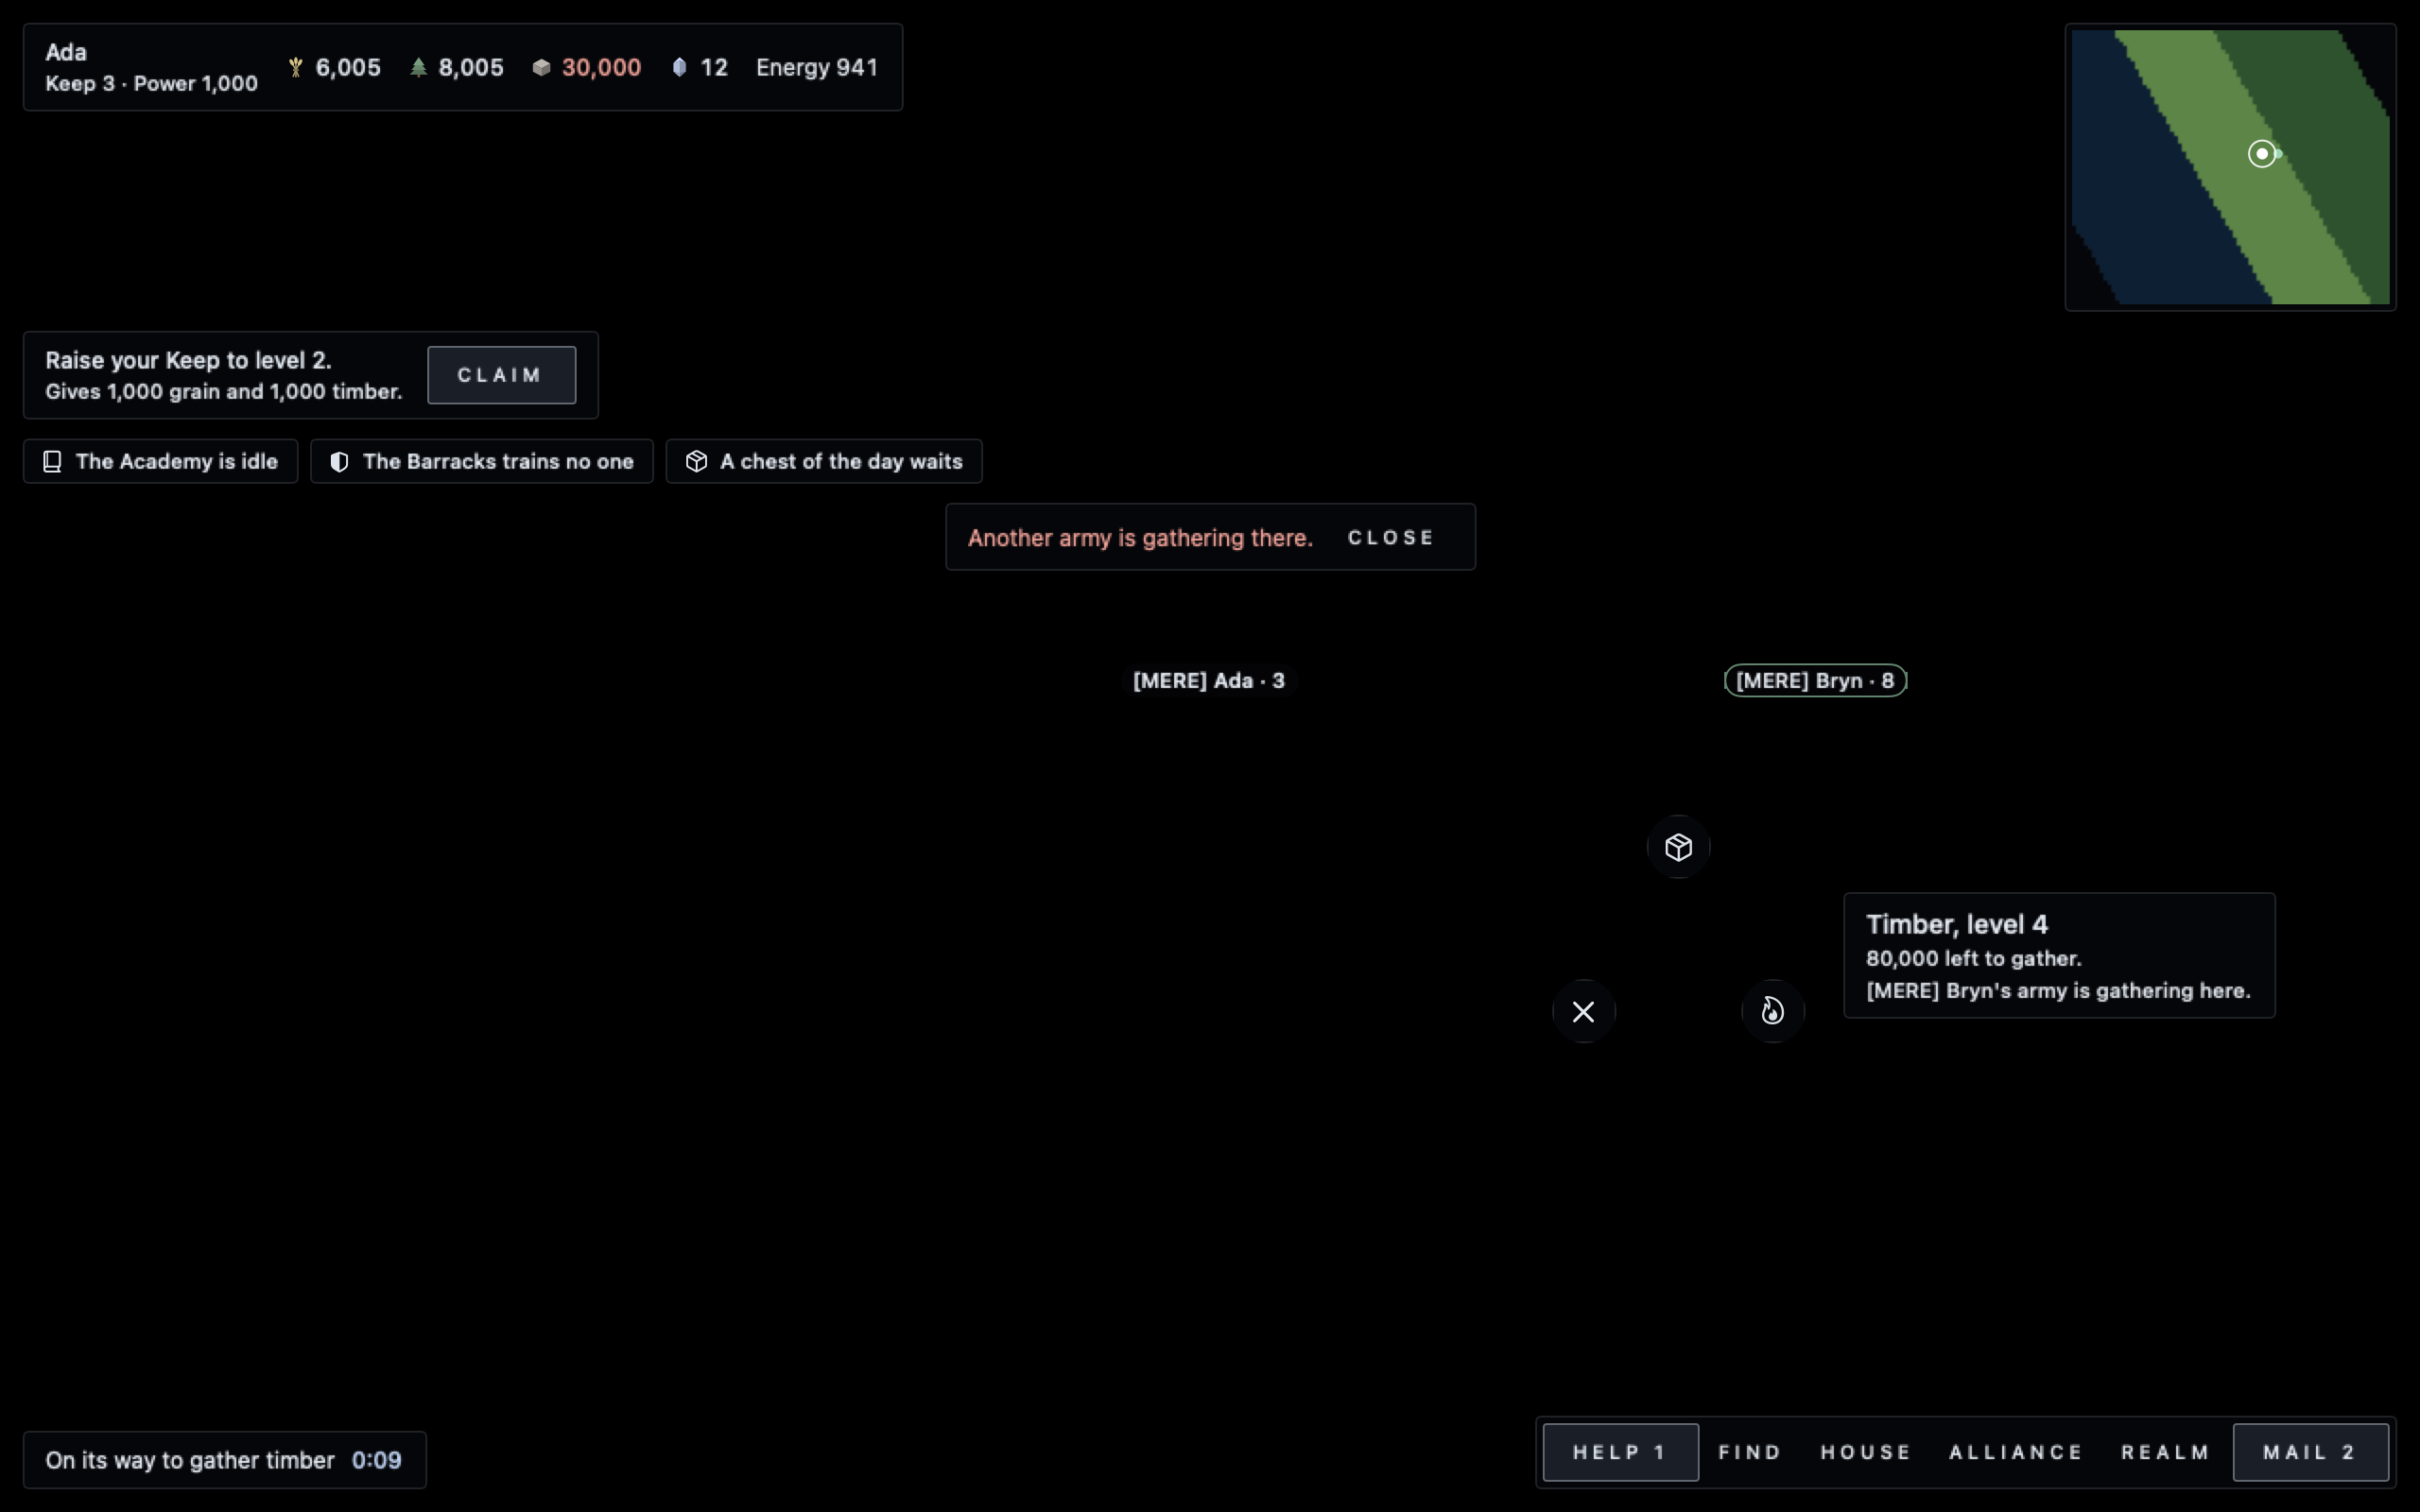 Ada
Keep 3 · Power 1,000
6,005
8,005
30,000
12
Energy 941
Raise your Keep to level 2.
Gives 1,000 grain and 1,000 timber.
CLAIM
The Academy is idle
The Barracks trains no one
A chest of the day waits
Another army is gathering there.
CLOSE
[MERE] Ada · 3
[MERE] Bryn · 8
Timber, level 4
80,000 left to gather.
[MERE] Bryn's army is gathering here.
On its way to gather timber 0:09
HELP 1
FIND
HOUSE
ALLIANCE
REALM
MAIL 2